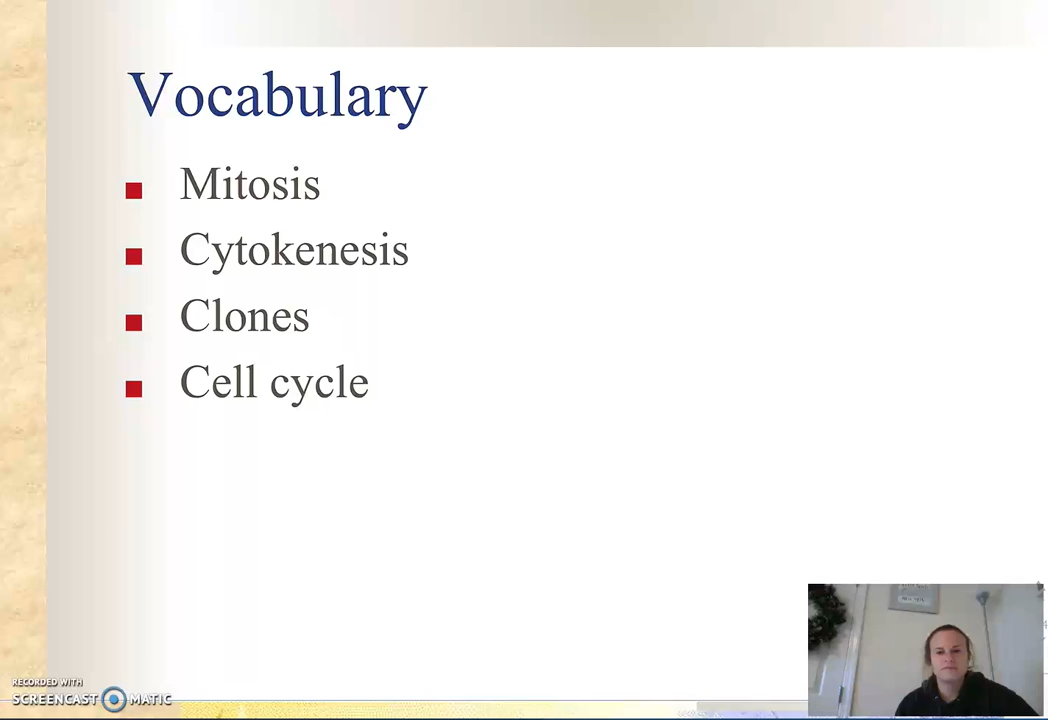 Vocabulary
Mitosis
Cytokenesis
Clones
Cell cycle
RECORDED WITH
SCREENCAST MATIC